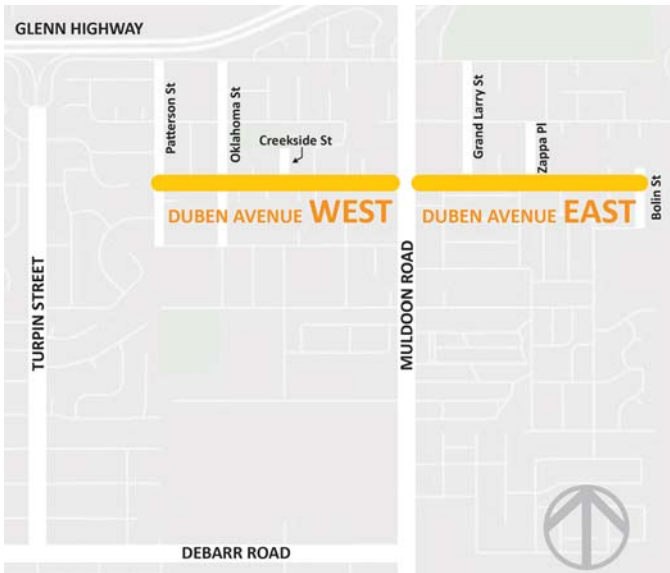 GLENN HIGHWAY
Patterson St
Oklahoma St
Creekside St
Grand Larry St
Zappa Pl
Bolin St
DUBEN AVENUE WEST
DUBEN AVENUE EAST
TURPIN STREET
MULDOON ROAD
DEBARR ROAD